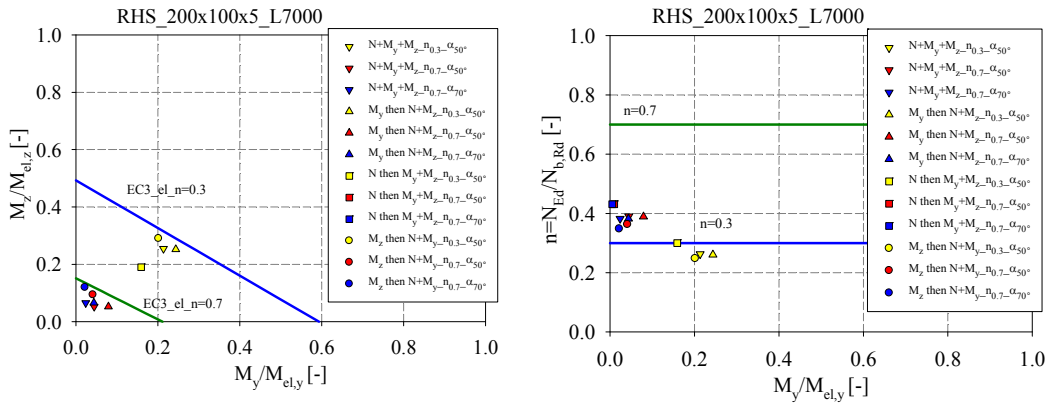 RHS_200x100x5_L7000
1.0
0.8
0.6
0.4
0.2
0.0
M_z/M_el,z [-]
EC3_el_n=0.3
EC3_el_n=0.7
0.0 0.2 0.4 0.6 0.8 1.0
M_y/M_el,y [-]
N+M_y+M_z_n_0.3_α_50°
N+M_y+M_z_n_0.7_α_50°
N+M_y+M_z_n_0.7_α_70°
M_y then N+M_z_n_0.3_α_50°
M_y then N+M_z_n_0.7_α_50°
M_y then N+M_z_n_0.7_α_70°
N then M_y+M_z_n_0.3_α_50°
N then M_y+M_z_n_0.7_α_50°
N then M_y+M_z_n_0.7_α_70°
M_z then N+M_y_n_0.3_α_50°
M_z then N+M_y_n_0.7_α_50°
M_z then N+M_y_n_0.7_α_70°
RHS_200x100x5_L7000
1.0
0.8
0.6
0.4
0.2
0.0
n=N_Ed/N_b,Rd [-]
n=0.7
n=0.3
0.0 0.2 0.4 0.6 0.8 1.0
M_y/M_el,y [-]
N+M_y+M_z_n_0.3_α_50°
N+M_y+M_z_n_0.7_α_50°
N+M_y+M_z_n_0.7_α_70°
M_y then N+M_z_n_0.3_α_50°
M_y then N+M_z_n_0.7_α_50°
M_y then N+M_z_n_0.7_α_70°
N then M_y+M_z_n_0.3_α_50°
N then M_y+M_z_n_0.7_α_50°
N then M_y+M_z_n_0.7_α_70°
M_z then N+M_y_n_0.3_α_50°
M_z then N+M_y_n_0.7_α_50°
M_z then N+M_y_n_0.7_α_70°